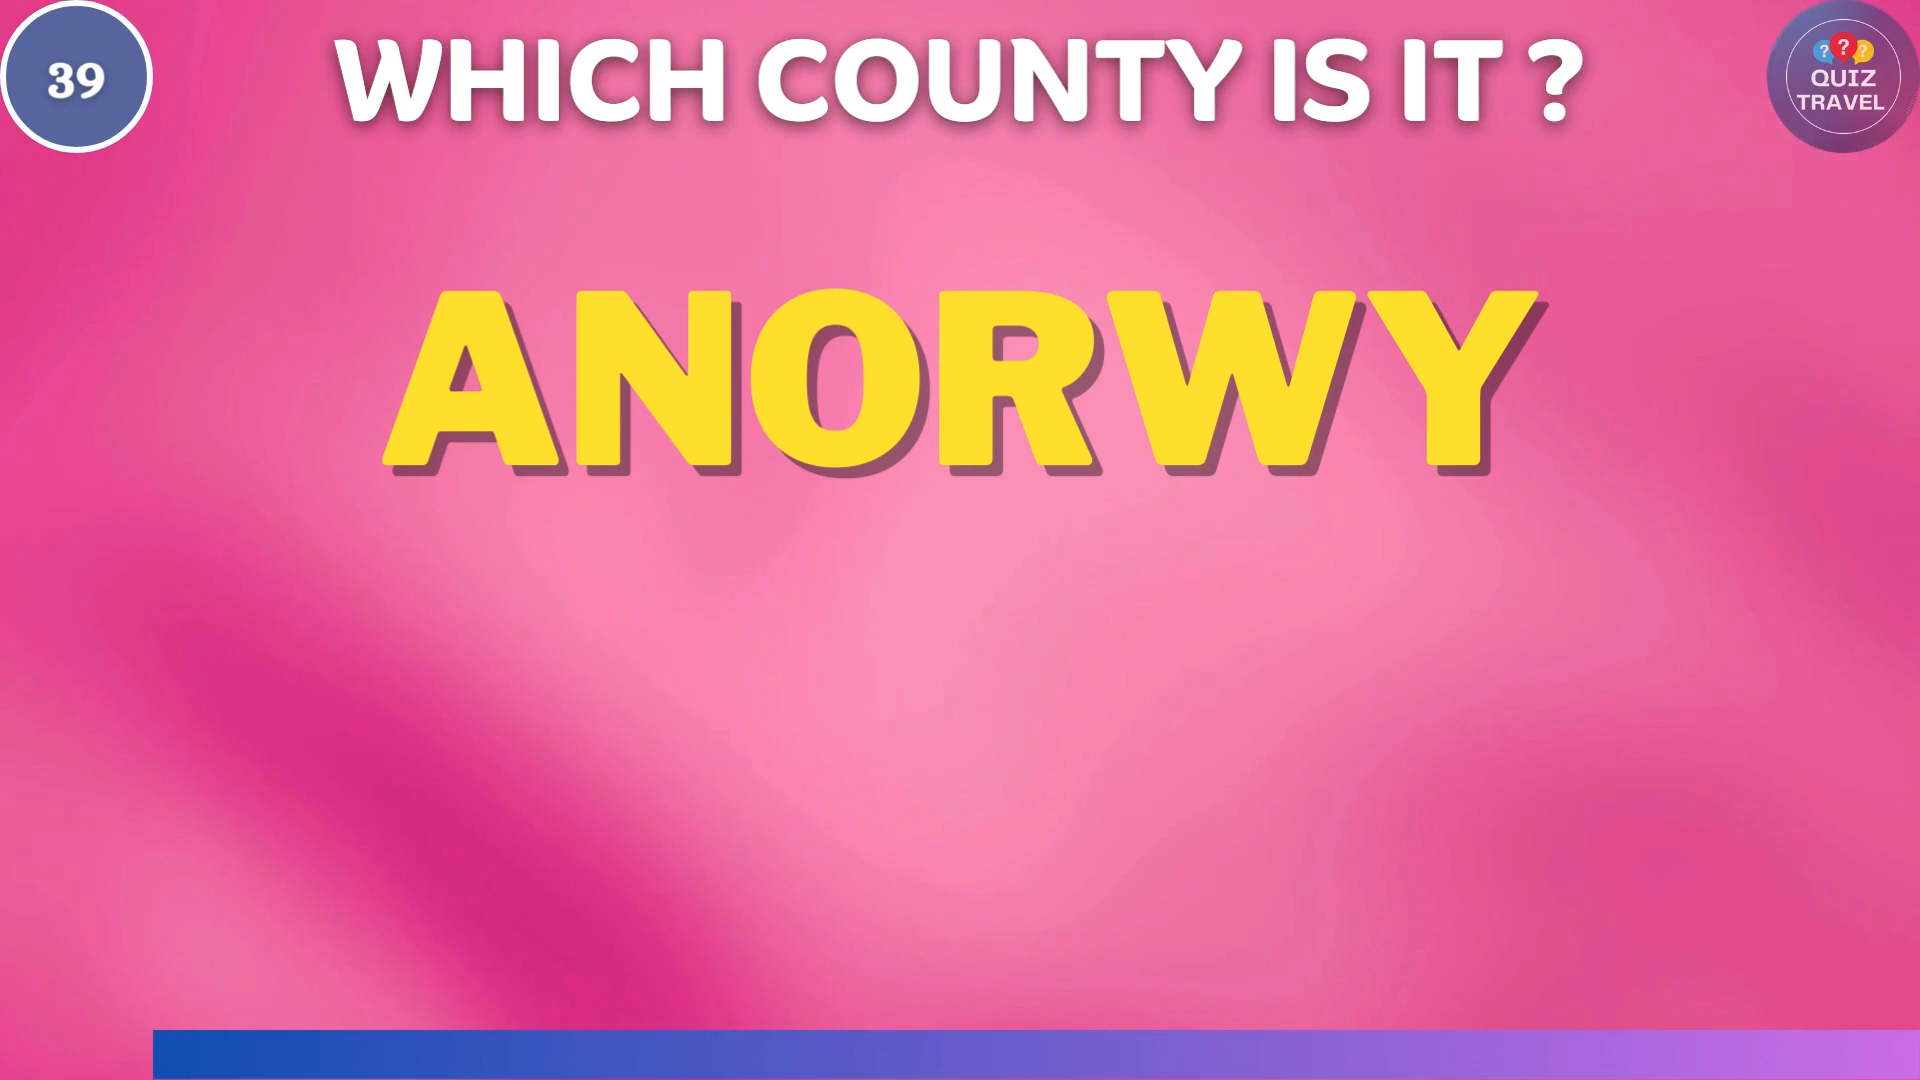 39
WHICH COUNTY IS IT ?
? ? ?
QUIZ
TRAVEL
ANORWY